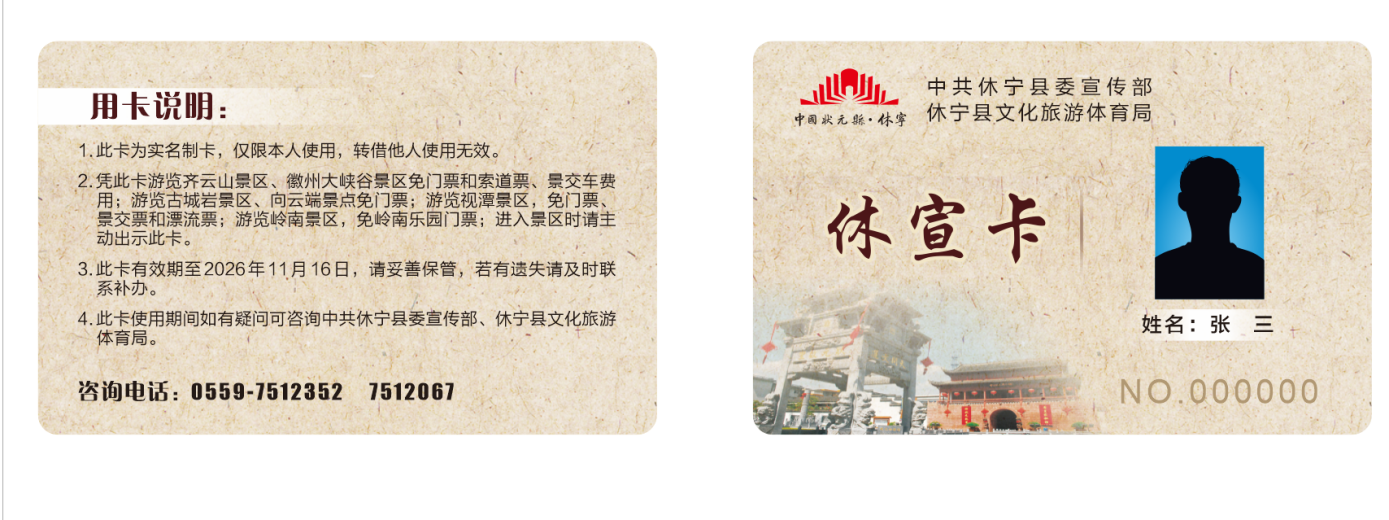 用卡说明:
1.此卡为实名制卡，仅限本人使用，转借他人使用无效。
2.凭此卡游览齐云山景区、徽州大峡谷景区免门票和索道票、景交车费
用；游览古城岩景区、向云端景点免门票；游览视潭景区，免门票、
景交票和漂流票；游览岭南景区，免岭南乐园门票；进入景区时请主
动出示此卡。
3.此卡有效期至2026年11月16日，请妥善保管，若有遗失请及时联
系补办。
4.此卡使用期间如有疑问可咨询中共休宁县委宣传部、休宁县文化旅游
体育局。
咨询电话：0559-7512352 7512067
中国状元縣·休寧
中共休宁县委宣传部
休宁县文化旅游体育局
休宣卡
姓名：张 三
NO.000000